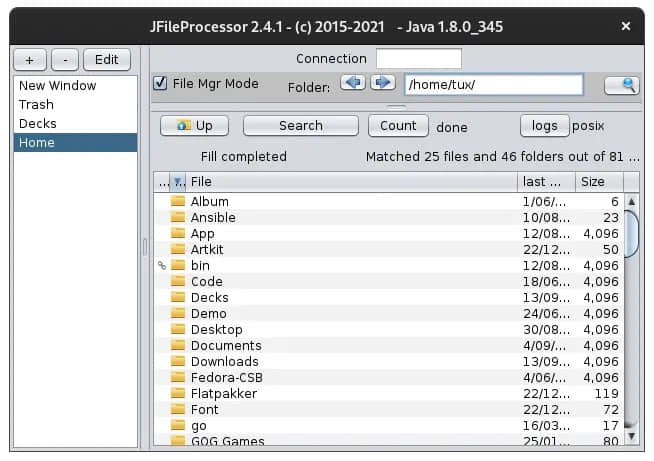 JFileProcessor 2.4.1 - (c) 2015-2021 - Java 1.8.0_345 ×
+ - Edit
New Window
Trash
Decks
Home
Connection
File Mgr Mode Folder: /home/tux/
Up Search Count done logs posix
Fill completed Matched 25 files and 46 folders out of 81 ...
... ... File last ... Size
Album 1/06/... 6
Ansible 10/08... 23
App 12/08... 4,096
Artkit 22/12... 50
bin 12/08... 4,096
Code 18/06... 4,096
Decks 13/09... 4,096
Demo 24/06... 4,096
Desktop 30/08... 4,096
Documents 4/09/... 4,096
Downloads 13/09... 4,096
Fedora-CSB 4/06/... 4,096
Flatpakker 22/12... 119
Font 22/12... 72
go 16/03... 17
GOG Games 25/01... 80